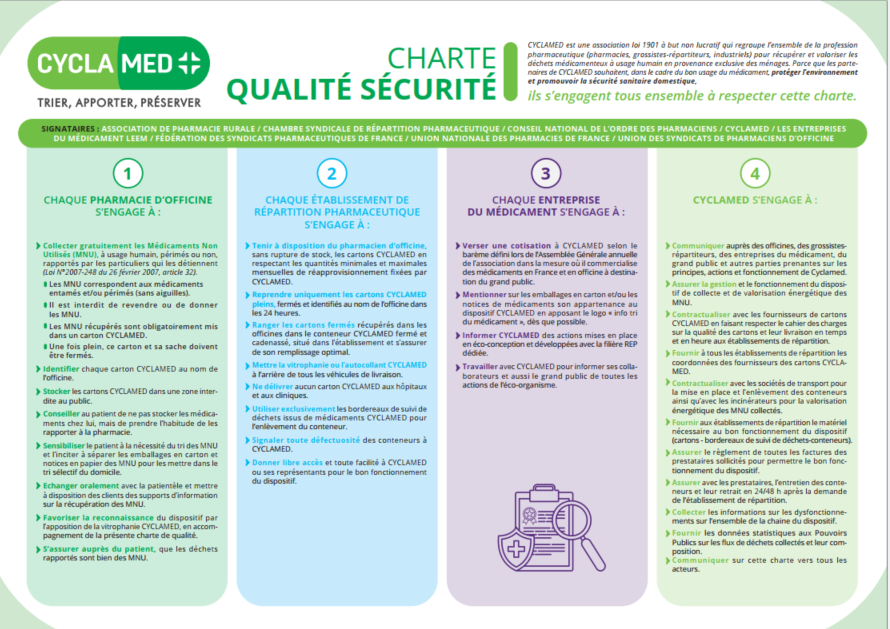 CYCLAMED
TRIER, APPORTER, PRÉSERVER
CHARTE
QUALITÉ SÉCURITÉ
CYCLAMED est une association loi 1901 à but non lucratif qui regroupe l'ensemble de la profession
pharmaceutique (pharmacies, grossistes-répartiteurs, industriels) pour récupérer et valoriser les
déchets médicamenteux à usage humain en provenance exclusive des ménages. Parce que les parte-
naires de CYCLAMED souhaitent, dans le cadre du bon usage du médicament, protéger l'environnement
et promouvoir la sécurité sanitaire domestique,
ils s'engagent tous ensemble à respecter cette charte.
SIGNATAIRES : ASSOCIATION DE PHARMACIE RURALE / CHAMBRE SYNDICALE DE RÉPARTITION PHARMACEUTIQUE / CONSEIL NATIONAL DE L'ORDRE DES PHARMACIENS / CYCLAMED / LES ENTREPRISES
DU MÉDICAMENT LEEM / FÉDÉRATION DES SYNDICATS PHARMACEUTIQUES DE FRANCE / UNION NATIONALE DES PHARMACIES DE FRANCE / UNION DES SYNDICATS DE PHARMACIENS D'OFFICINE
1
CHAQUE PHARMACIE D'OFFICINE
S'ENGAGE À :
Collecter gratuitement les Médicaments Non
Utilisés (MNU), à usage humain, périmés ou non,
rapportés par les particuliers qui les détiennent
(Loi N°2007-248 du 26 février 2007, article 32).
Les MNU correspondent aux médicaments
entamés et/ou périmés (sans aiguilles).
Il est interdit de revendre ou de donner
les MNU.
Les MNU récupérés sont obligatoirement mis
dans un carton CYCLAMED.
Une fois plein, ce carton et sa sache doivent
être fermés.
Identifier chaque carton CYCLAMED au nom de
l'officine.
Stocker les cartons CYCLAMED dans une zone inter-
dite au public.
Conseiller au patient de ne pas stocker les médica-
ments chez lui, mais de prendre l'habitude de les
rapporter à la pharmacie.
Sensibiliser le patient à la nécessité du tri des MNU
et l'inciter à séparer les emballages en carton et
notices en papier des MNU pour les mettre dans le
tri sélectif du domicile.
Echanger oralement avec la patientèle et mettre
à disposition des clients des supports d'information
sur la récupération des MNU.
Favoriser la reconnaissance du dispositif par
l'apposition de la vitrophanie CYCLAMED, en accom-
pagnement de la présente charte de qualité.
S'assurer auprès du patient, que les déchets
rapportés sont bien des MNU.
2
CHAQUE ÉTABLISSEMENT DE
RÉPARTITION PHARMACEUTIQUE
S'ENGAGE À :
Tenir à disposition du pharmacien d'officine,
sans rupture de stock, les cartons CYCLAMED en
respectant les quantités minimales et maximales
mensuelles de réapprovisionnement fixées par
CYCLAMED.
Reprendre uniquement les cartons CYCLAMED
pleins, fermés et identifiés au nom de l'officine dans
les 24 heures.
Ranger les cartons fermés récupérés dans les
officines dans le conteneur CYCLAMED fermé et
cadenassé, situé dans l'établissement et s'assurer
de son remplissage optimal.
Mettre la vitrophanie ou l'autocollant CYCLAMED
à l'arrière de tous les véhicules de livraison.
Ne délivrer aucun carton CYCLAMED aux hôpitaux
et aux cliniques.
Utiliser exclusivement les bordereaux de suivi de
déchets issus de médicaments CYCLAMED pour
l'enlèvement du conteneur.
Signaler toute défectuosité des conteneurs à
CYCLAMED.
Donner libre accès et toute facilité à CYCLAMED
ou ses représentants pour le bon fonctionnement
du dispositif.
3
CHAQUE ENTREPRISE
DU MÉDICAMENT S'ENGAGE À :
Verser une cotisation à CYCLAMED selon le
barème défini lors de l'Assemblée Générale annuelle
de l'association dans la mesure où il commercialise
des médicaments en France et en officine à destina-
tion du grand public.
Mentionner sur les emballages en carton et/ou les
notices de médicaments son appartenance au
dispositif CYCLAMED en apposant le logo « info tri
du médicament », dès que possible.
Informer CYCLAMED des actions mises en place
en éco-conception et développées avec la filière REP
dédiée.
Travailler avec CYCLAMED pour informer ses colla-
borateurs et aussi le grand public de toutes les
actions de l'éco-organisme.
4
CYCLAMED S'ENGAGE À :
Communiquer auprès des officines, des grossistes-
répartiteurs, des entreprises du médicament, du
grand public et autres parties prenantes sur les
principes, actions et fonctionnement de Cyclamed.
Assurer la gestion et le fonctionnement du disposi-
tif de collecte et de valorisation énergétique des
MNU.
Contractualiser avec les fournisseurs de cartons
CYCLAMED en faisant respecter le cahier des charges
sur la qualité des cartons et leur livraison en temps
et en heure aux établissements de répartition.
Fournir à tous les établissements de répartition les
coordonnées des fournisseurs des cartons CYCLA-
MED.
Contractualiser avec les sociétés de transport pour
la mise en place et l'enlèvement des conteneurs
ainsi qu'avec les incinérateurs pour la valorisation
énergétique des MNU collectés.
Fournir aux établissements de répartition le matériel
nécessaire au bon fonctionnement du dispositif
(cartons - bordereaux de suivi de déchets-conteneurs).
Assurer le règlement de toutes les factures des
prestataires sollicités pour permettre le bon fonc-
tionnement du dispositif.
Assurer avec les prestataires, l'entretien des conte-
neurs et leur retrait en 24/48 h après la demande
de l'établissement de répartition.
Collecter les informations sur les dysfonctionne-
ments sur l'ensemble de la chaine du dispositif.
Fournir les données statistiques aux Pouvoirs
Publics sur les flux de déchets collectés et leur com-
position.
Communiquer sur cette charte vers tous les
acteurs.